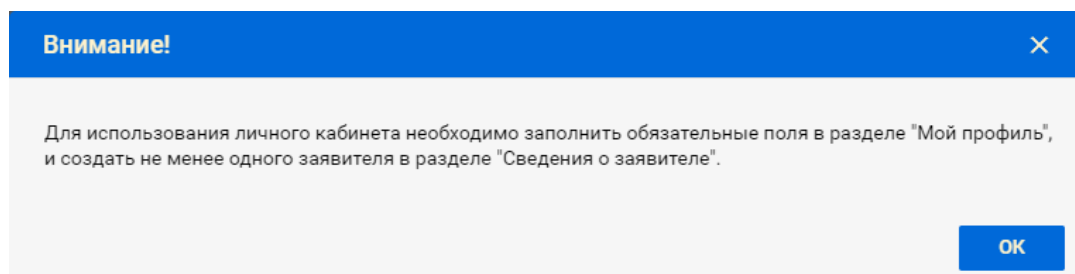 Внимание!
Для использования личного кабинета необходимо заполнить обязательные поля в разделе "Мой профиль",
и создать не менее одного заявителя в разделе "Сведения о заявителе".
ОК